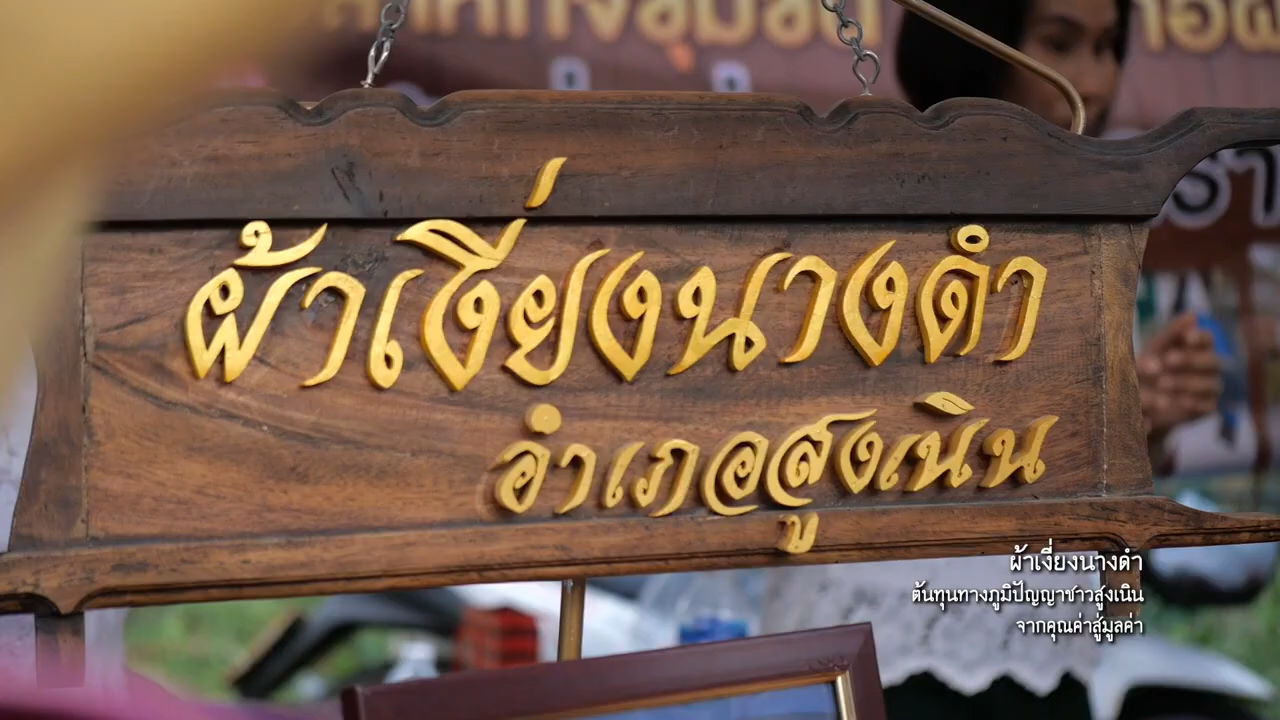 ผ้าเงี่ยงนางดำ
อำเภอสูงเนิน
ผ้าเงี่ยงนางดำ
ต้นทุนทางภูมิปัญญาชาวสูงเนิน
จากคุณค่าสู่มูลค่า